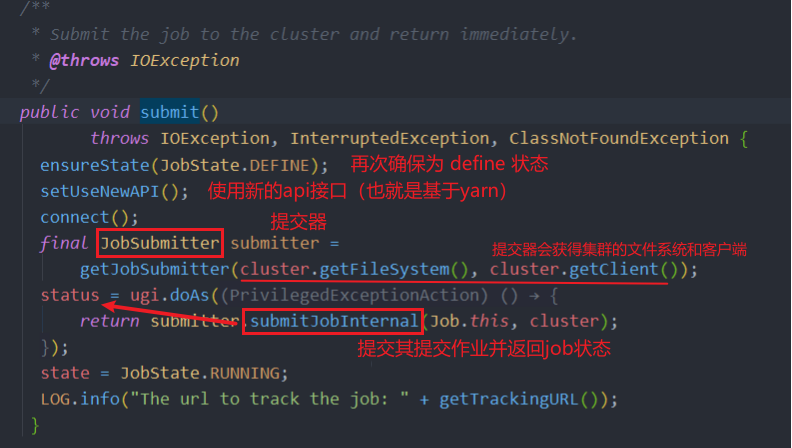 /**
* Submit the job to the cluster and return immediately.
* @throws IOException
*/
public void submit()
throws IOException, InterruptedException, ClassNotFoundException {
ensureState(JobState.DEFINE); 再次确保为 define 状态
setUseNewAPI(); 使用新的api接口（也就是基于yarn）
connect();
提交器
final JobSubmitter submitter =
提交器会获得集群的文件系统和客户端
getJobSubmitter(cluster.getFileSystem(), cluster.getClient());
status = ugi.doAs((PrivilegedExceptionAction) () → {
return submitter.submitJobInternal(Job.this, cluster);
});
提交其提交作业并返回job状态
state = JobState.RUNNING;
LOG.info("The url to track the job: " + getTrackingURL());
}